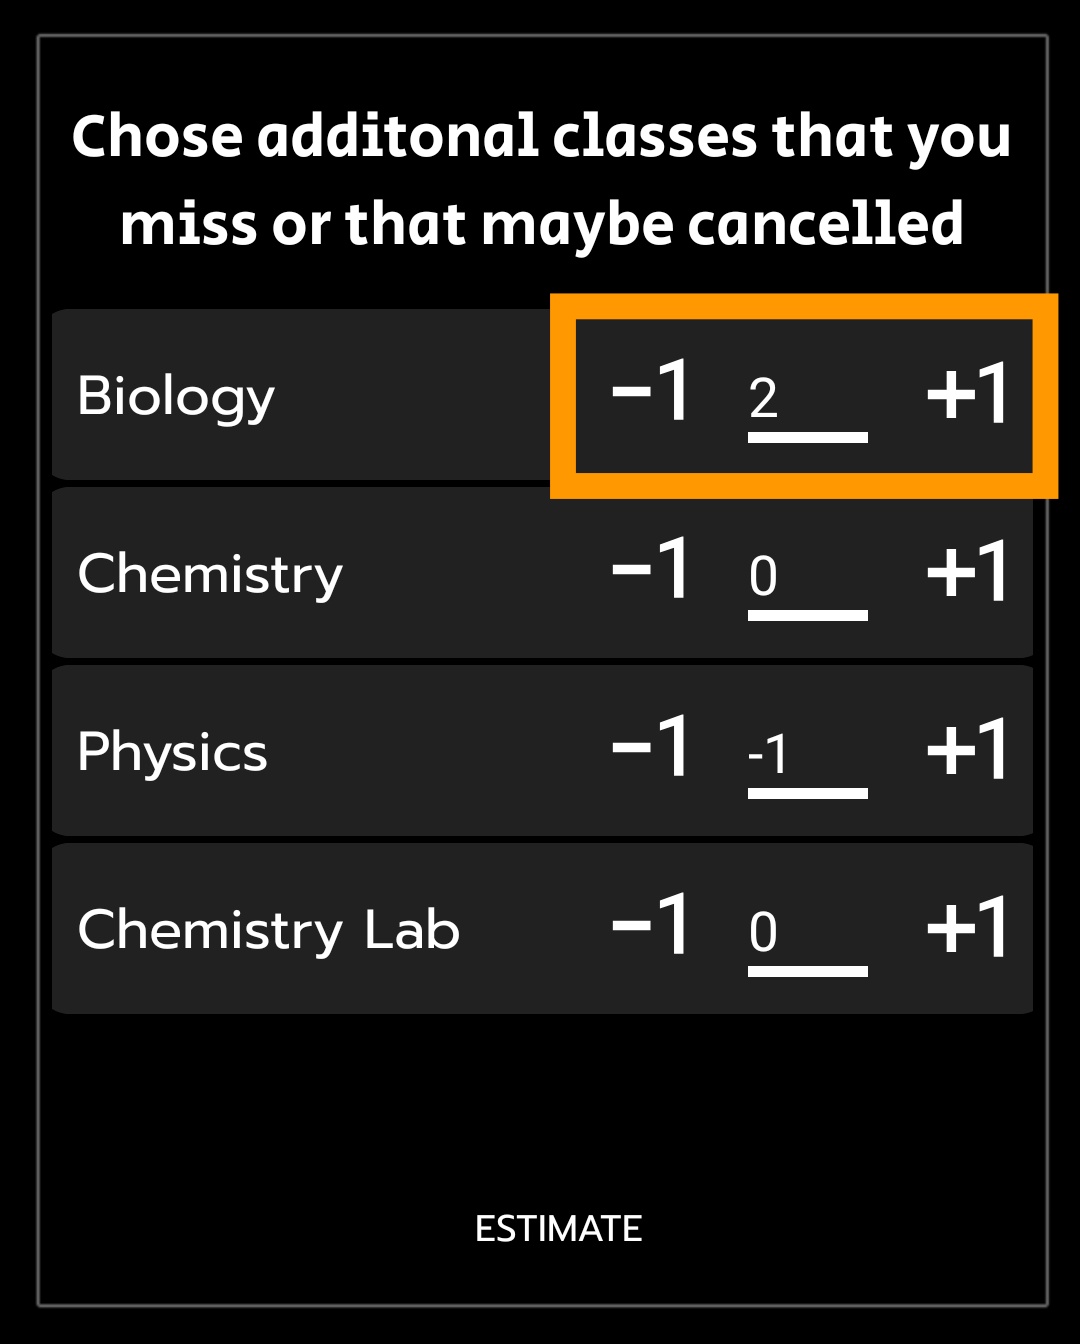 Chose additonal classes that you
miss or that maybe cancelled
Biology -1 2 +1
Chemistry -1 0 +1
Physics -1 -1 +1
Chemistry Lab -1 0 +1
ESTIMATE